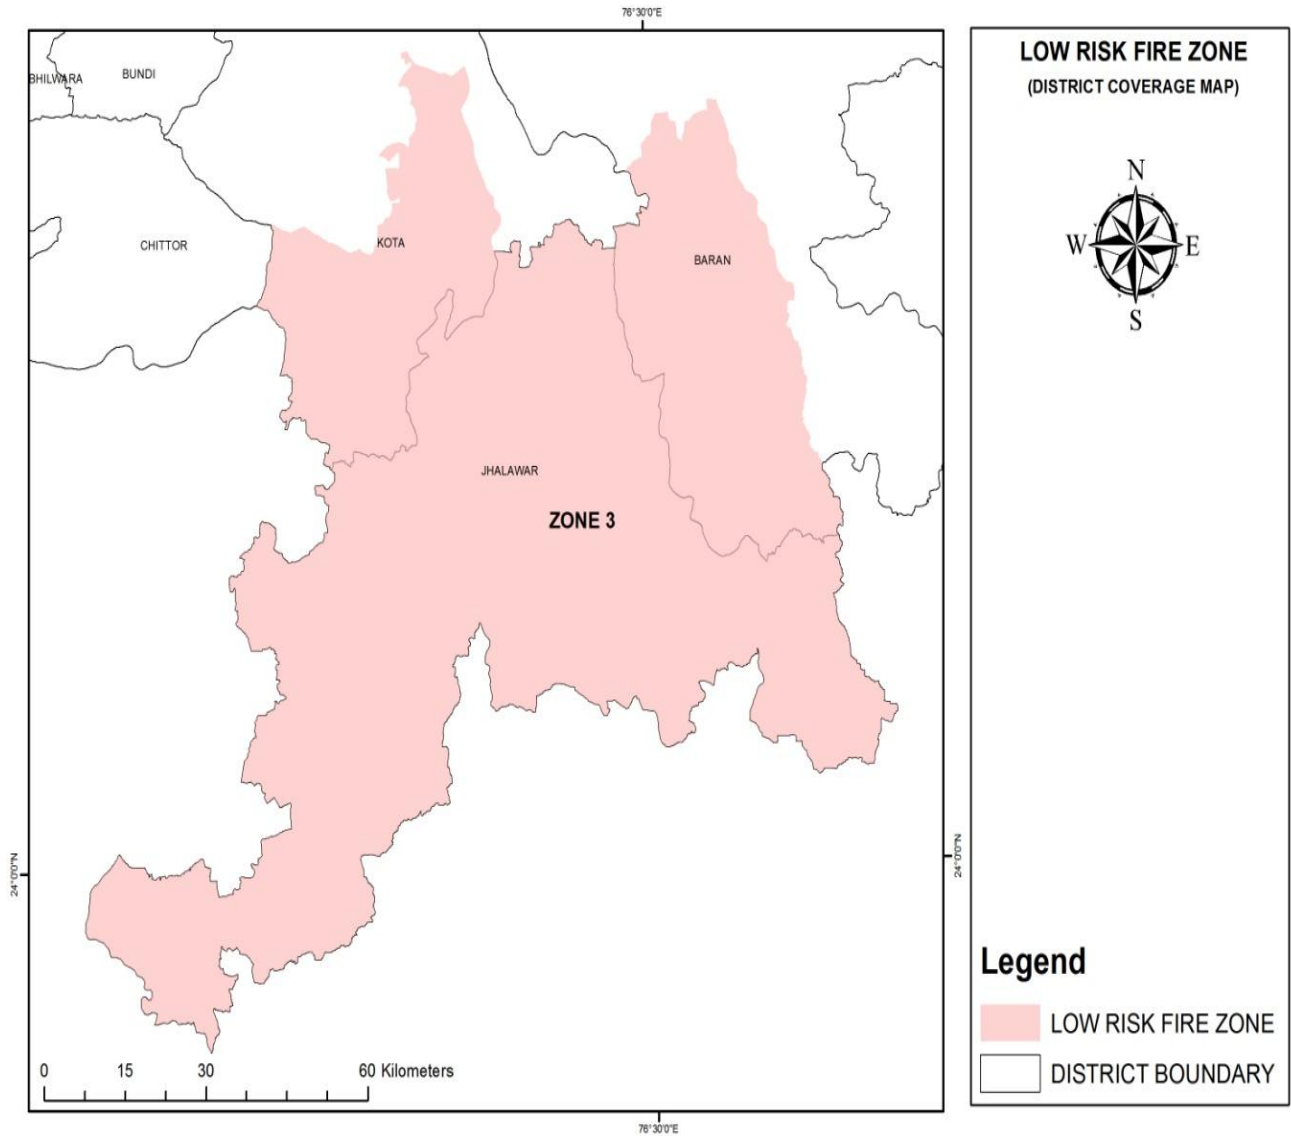 76°30'0"E
LOW RISK FIRE ZONE
(DISTRICT COVERAGE MAP)
BHILWARA
BUNDI
N
W
E
S
CHITTOR
KOTA
BARAN
JHALAWAR
ZONE 3
24°0'0"N
24°0'0"N
Legend
LOW RISK FIRE ZONE
DISTRICT BOUNDARY
0 15 30 60 Kilometers
76°30'0"E